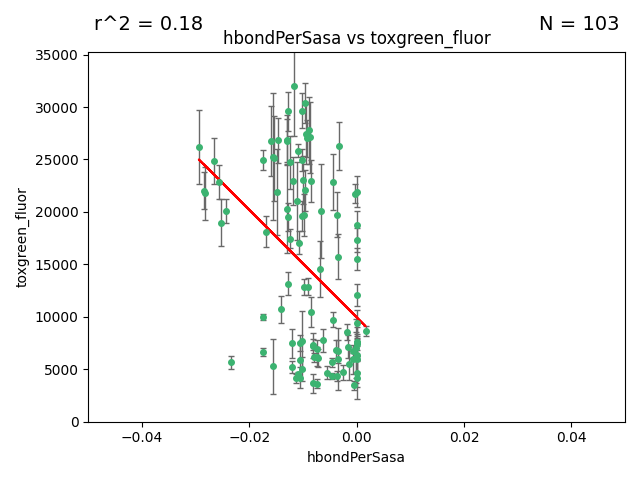 r^2 = 0.18
N = 103
hbondPerSasa vs toxgreen_fluor
35000
30000
25000
20000
15000
10000
5000
0
toxgreen_fluor
−0.04
−0.02
0.00
0.02
0.04
hbondPerSasa